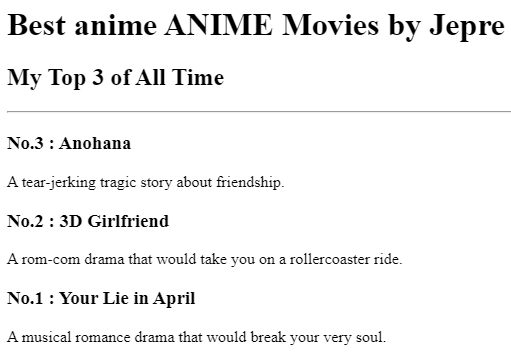 Best anime ANIME Movies by Jepre
My Top 3 of All Time
No.3 : Anohana
A tear-jerking tragic story about friendship.
No.2 : 3D Girlfriend
A rom-com drama that would take you on a rollercoaster ride.
No.1 : Your Lie in April
A musical romance drama that would break your very soul.